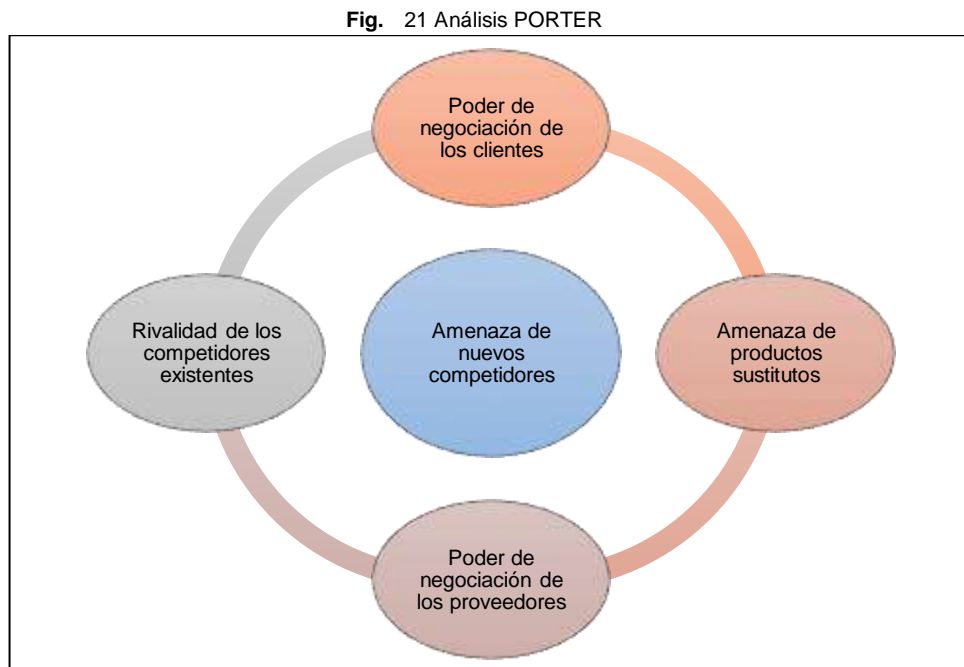 Fig. 21 Análisis PORTER
Poder de
negociación de
los clientes
Rivalidad de los
competidores
existentes
Amenaza de
nuevos
competidores
Amenaza de
productos
sustitutos
Poder de
negociación de
los proveedores